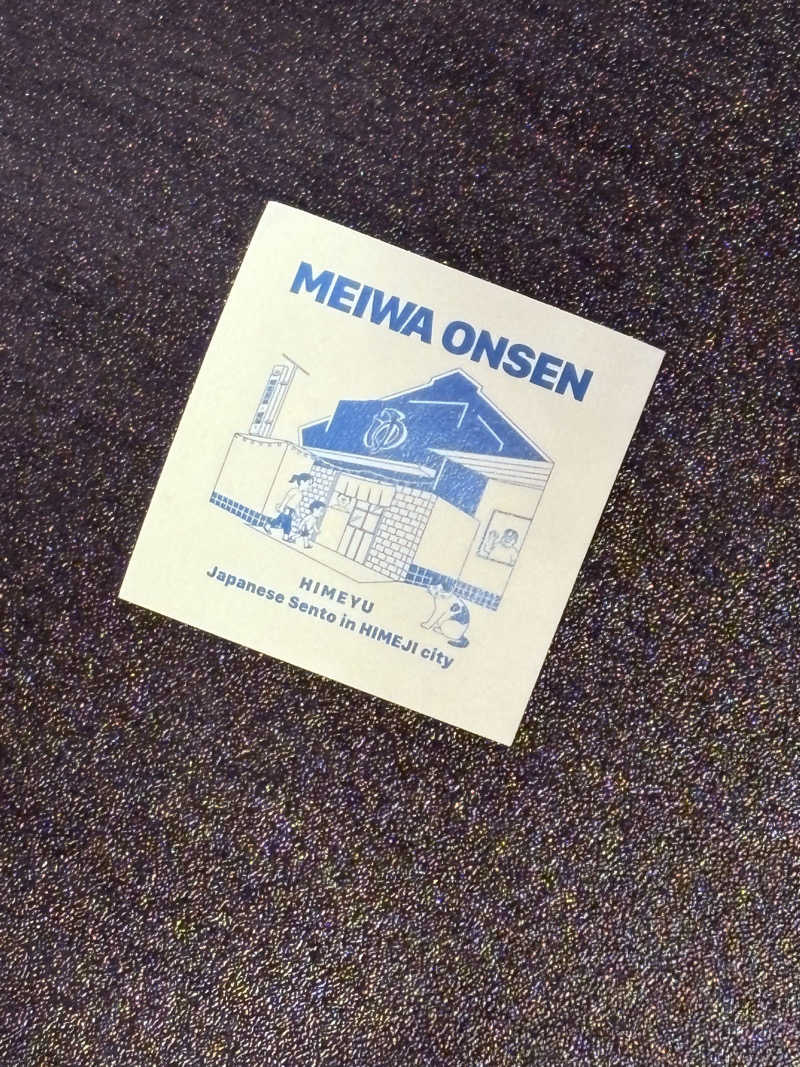 MEIWA ONSEN
HIMEYU
Japanese Sento in HIMEJI city